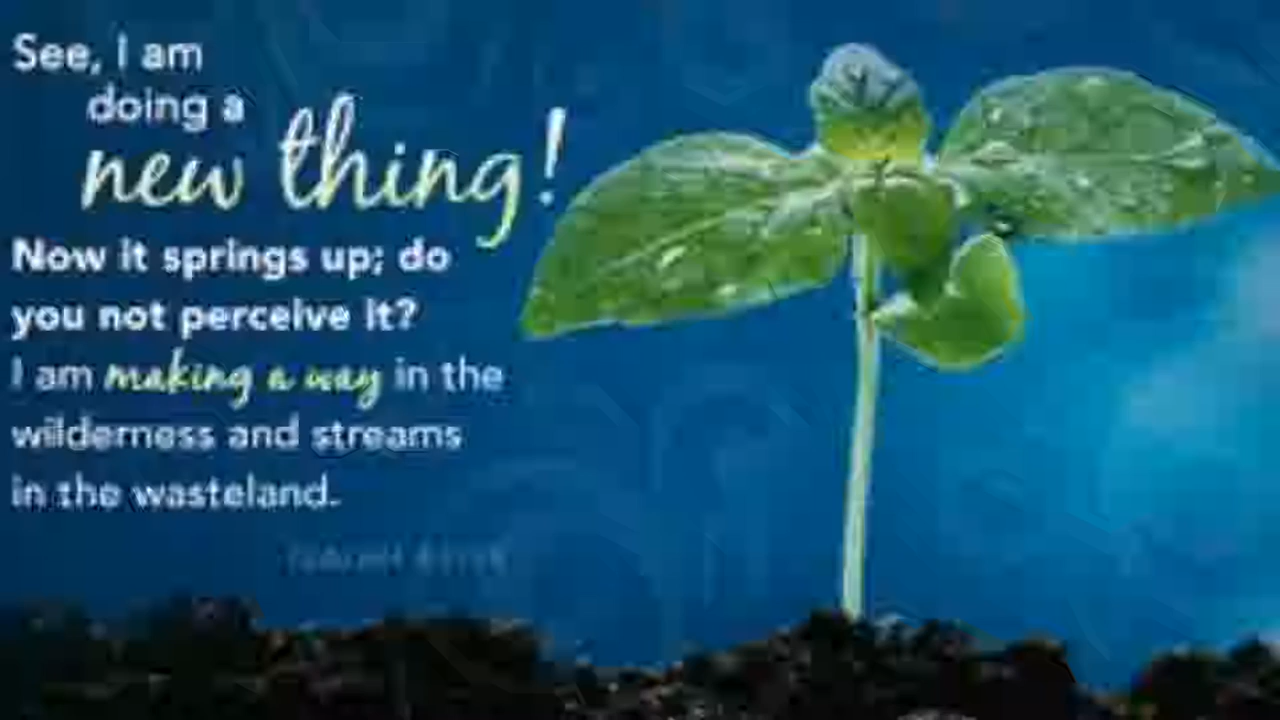 See, I am
doing a
new thing!
Now it springs up; do
you not perceive it?
I am making a way in the
wilderness and streams
in the wasteland.